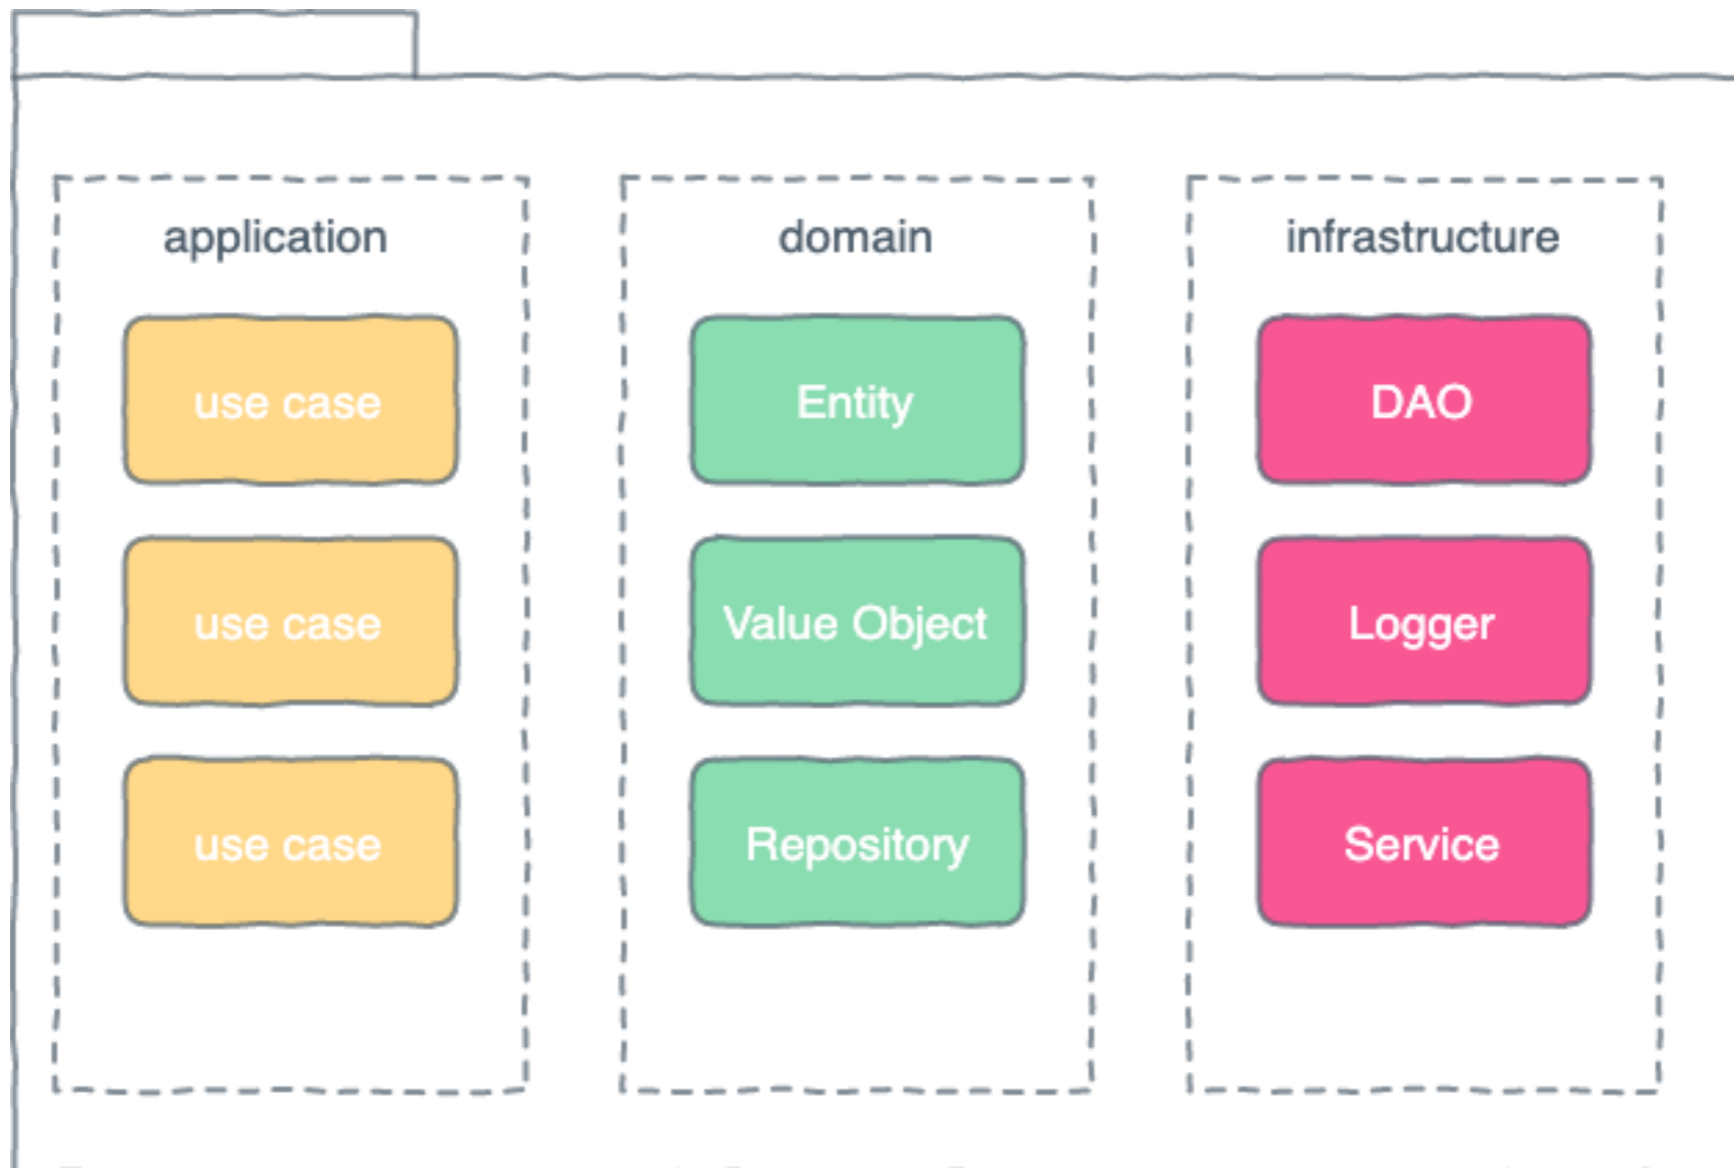 application
use case
use case
use case
domain
Entity
Value Object
Repository
infrastructure
DAO
Logger
Service